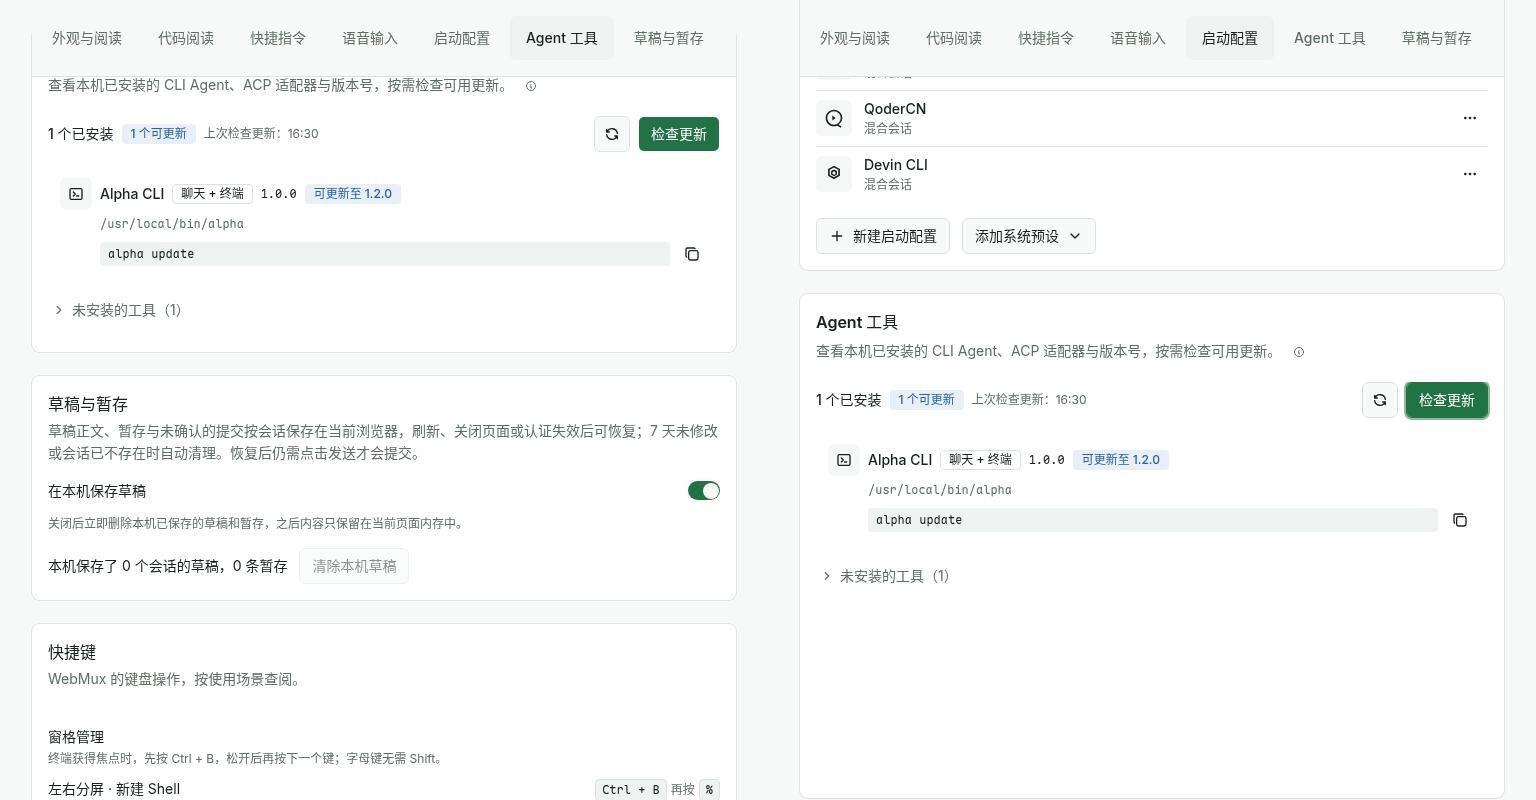 外观与阅读 代码阅读 快捷指令 语音输入 启动配置 Agent 工具 草稿与暂存
查看本机已安装的 CLI Agent、ACP 适配器与版本号，按需检查可用更新。
1 个已安装 1 个可更新 上次检查更新：16:30 检查更新
Alpha CLI 聊天 + 终端 1.0.0 可更新至 1.2.0
/usr/local/bin/alpha
alpha update
未安装的工具（1）
草稿与暂存
草稿正文、暂存与未确认的提交按会话保存在当前浏览器，刷新、关闭页面或认证失效后可恢复；7 天未修改
或会话已不存在时自动清理。恢复后仍需点击发送才会提交。
在本机保存草稿
关闭后立即删除本机已保存的草稿和暂存，之后内容只保留在当前页面内存中。
本机保存了 0 个会话的草稿，0 条暂存 清除本机草稿
快捷键
WebMux 的键盘操作，按使用场景查阅。
窗格管理
终端获得焦点时，先按 Ctrl + B，松开后再按下一个键；字母键无需 Shift。
左右分屏 · 新建 Shell Ctrl + B 再按 %
外观与阅读 代码阅读 快捷指令 语音输入 启动配置 Agent 工具 草稿与暂存
QoderCN
混合会话
Devin CLI
混合会话
新建启动配置 添加系统预设
Agent 工具
查看本机已安装的 CLI Agent、ACP 适配器与版本号，按需检查可用更新。
1 个已安装 1 个可更新 上次检查更新：16:30 检查更新
Alpha CLI 聊天 + 终端 1.0.0 可更新至 1.2.0
/usr/local/bin/alpha
alpha update
未安装的工具（1）